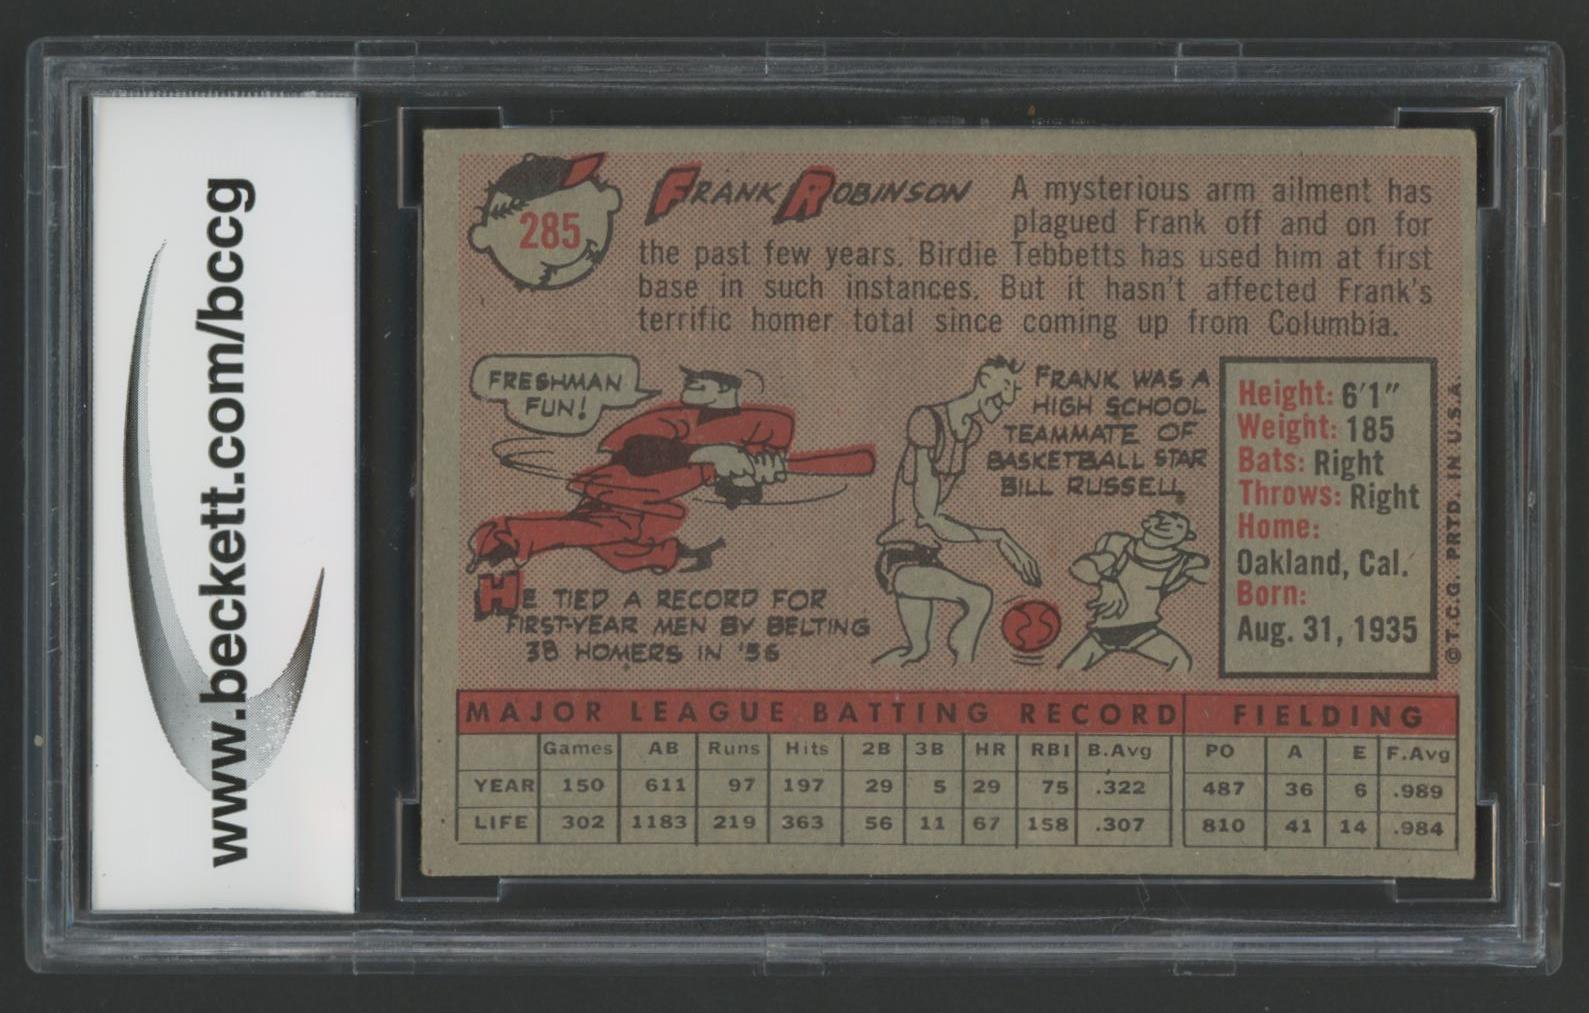 www.beckett.com/bccg
285
FRANK ROBINSON
A mysterious arm ailment has
plagued Frank off and on for
the past few years. Birdie Tebbetts has used him at first
base in such instances. But it hasn't affected Frank's
terrific homer total since coming up from Columbia.
FRESHMAN
FUN!
HE TIED A RECORD FOR
FIRST-YEAR MEN BY BELTING
38 HOMERS IN '56
FRANK WAS A
HIGH SCHOOL
TEAMMATE OF
BASKETBALL STAR
BILL RUSSELL.
Height: 6'1"
Weight: 185
Bats: Right
Throws: Right
Home:
Oakland, Cal.
Born:
Aug. 31, 1935
© T.C.G. PRTD. IN U.S.A.
MAJOR LEAGUE BATTING RECORD FIELDING
Games AB Runs Hits 2B 3B HR RBI B.Avg PO A E F.Avg
YEAR 150 611 97 197 29 5 29 75 .322 487 36 6 .989
LIFE 302 1183 219 363 56 11 67 158 .307 810 41 14 .984